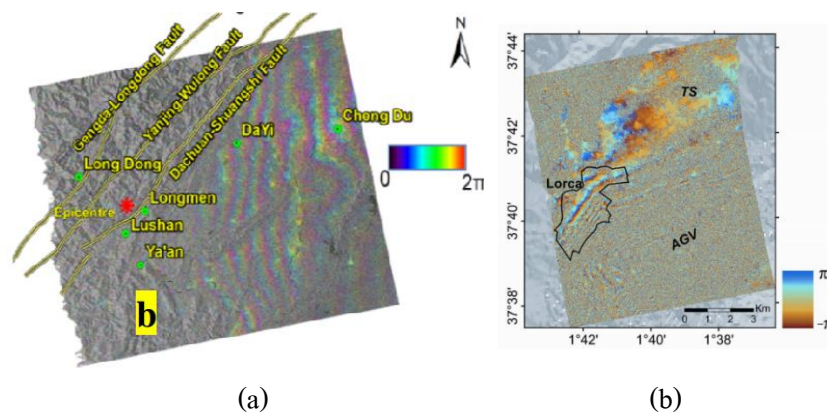 Gengda-Longdong Fault
Yanjing-Wulong Fault
Dachuan-Shuangshi Fault
N
Chong Du
DaYi
Long Dong
0
2π
Epicentre
Longmen
Lushan
Ya'an
b
(a)
b)
37°44'
37°42'
37°40'
37°38'
TS
Lorca
AGV
π
0 1 2 3
Km
1°42'
1°40'
1°38'
(b)